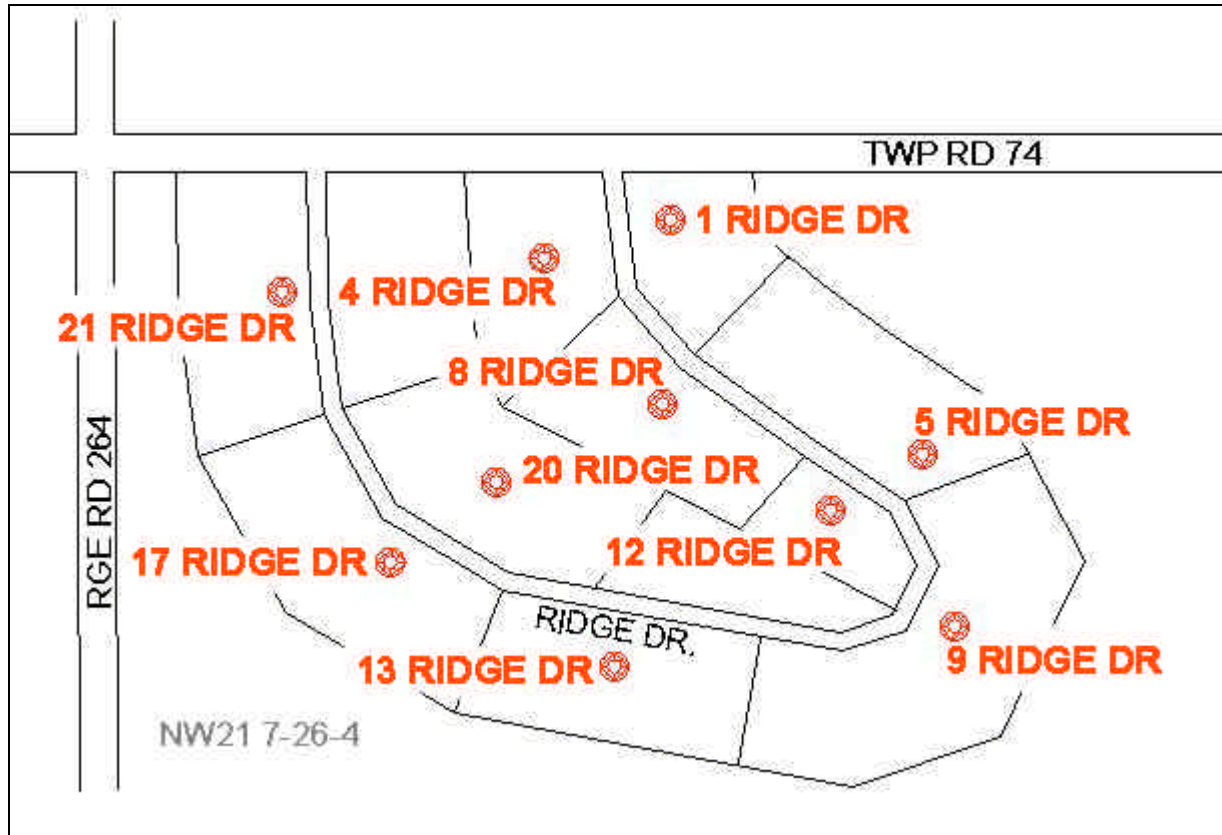 TWP RD 74
1 RIDGE DR
4 RIDGE DR
21 RIDGE DR
8 RIDGE DR
5 RIDGE DR
RGE RD 264
20 RIDGE DR
12 RIDGE DR
17 RIDGE DR
RIDGE DR.
13 RIDGE DR
9 RIDGE DR
NW21 7-26-4